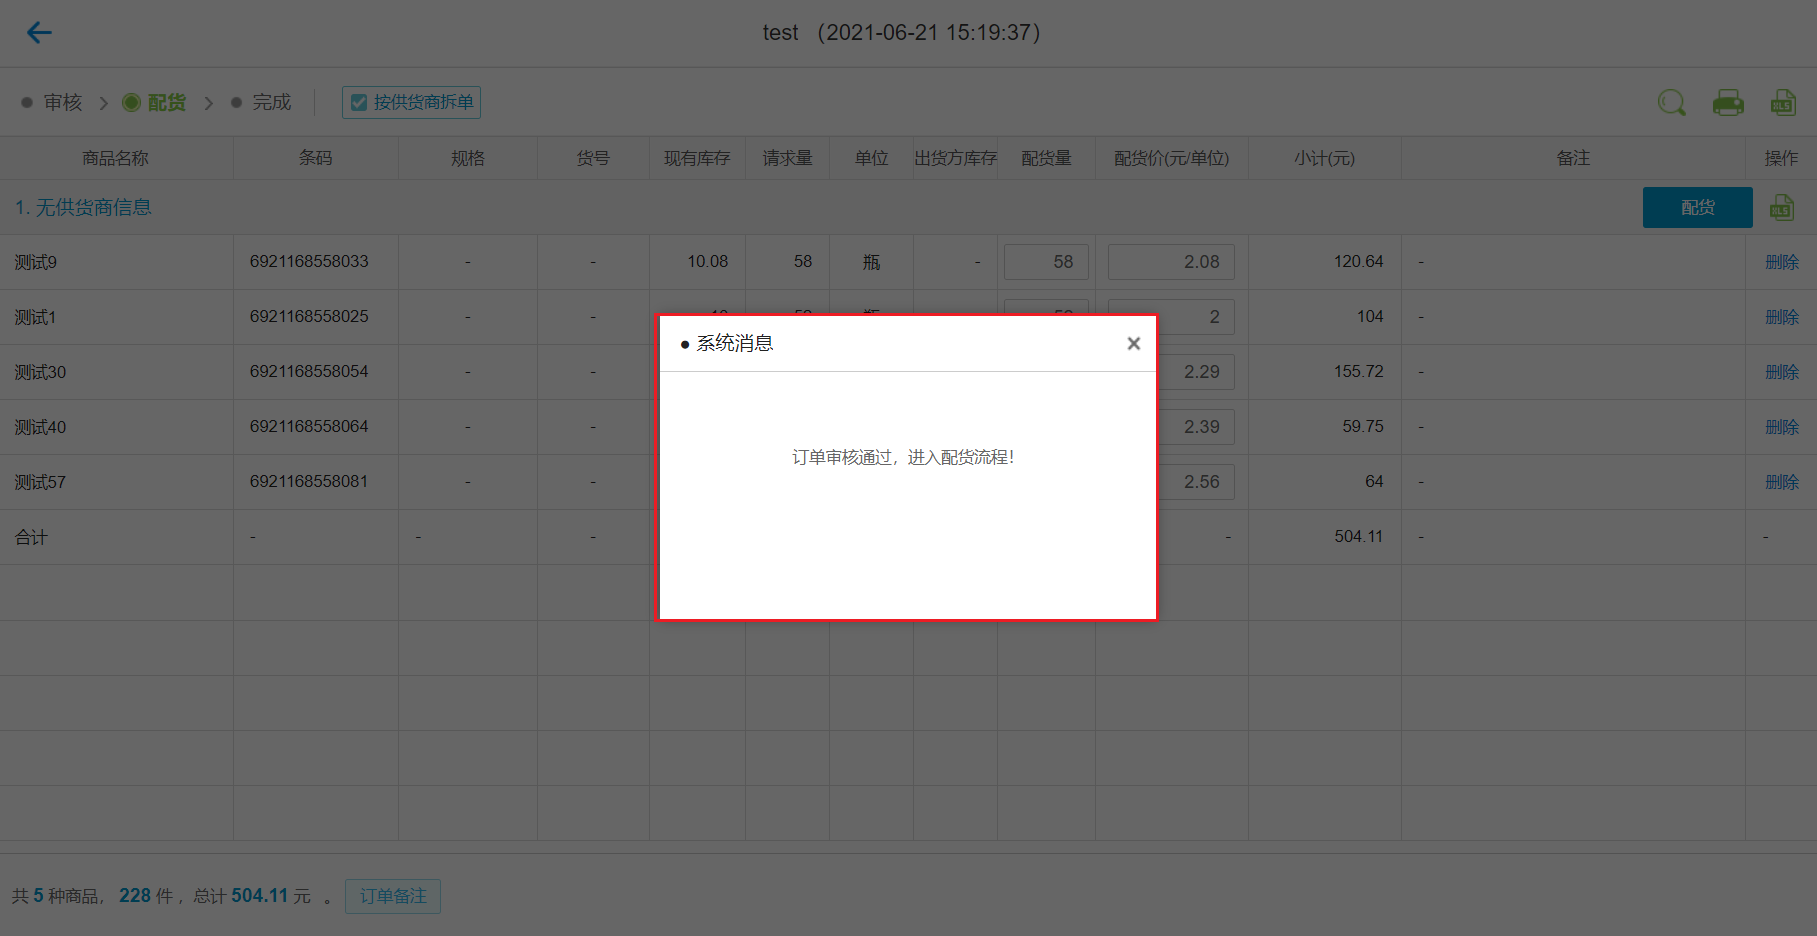 test （2021-06-21 15:19:37）
审核 配货 完成 按供货商拆单
商品名称 条码 规格 货号 现有库存 请求量 单位 出货方库存 配货量 配货价(元/单位) 小计(元) 备注 操作
1. 无供货商信息 配货
测试9 6921168558033 - - 10.08 58 瓶 - 58 2.08 120.64 - 删除
测试1 6921168558025 - - 2 104 - 删除
● 系统消息 ×
测试30 6921168558054 - - 2.29 155.72 - 删除
测试40 6921168558064 - - 2.39 59.75 - 删除
订单审核通过，进入配货流程！
测试57 6921168558081 - - 2.56 64 - 删除
合计 - - - - 504.11 - -
共 5 种商品， 228 件， 总计 504.11 元 。 订单备注